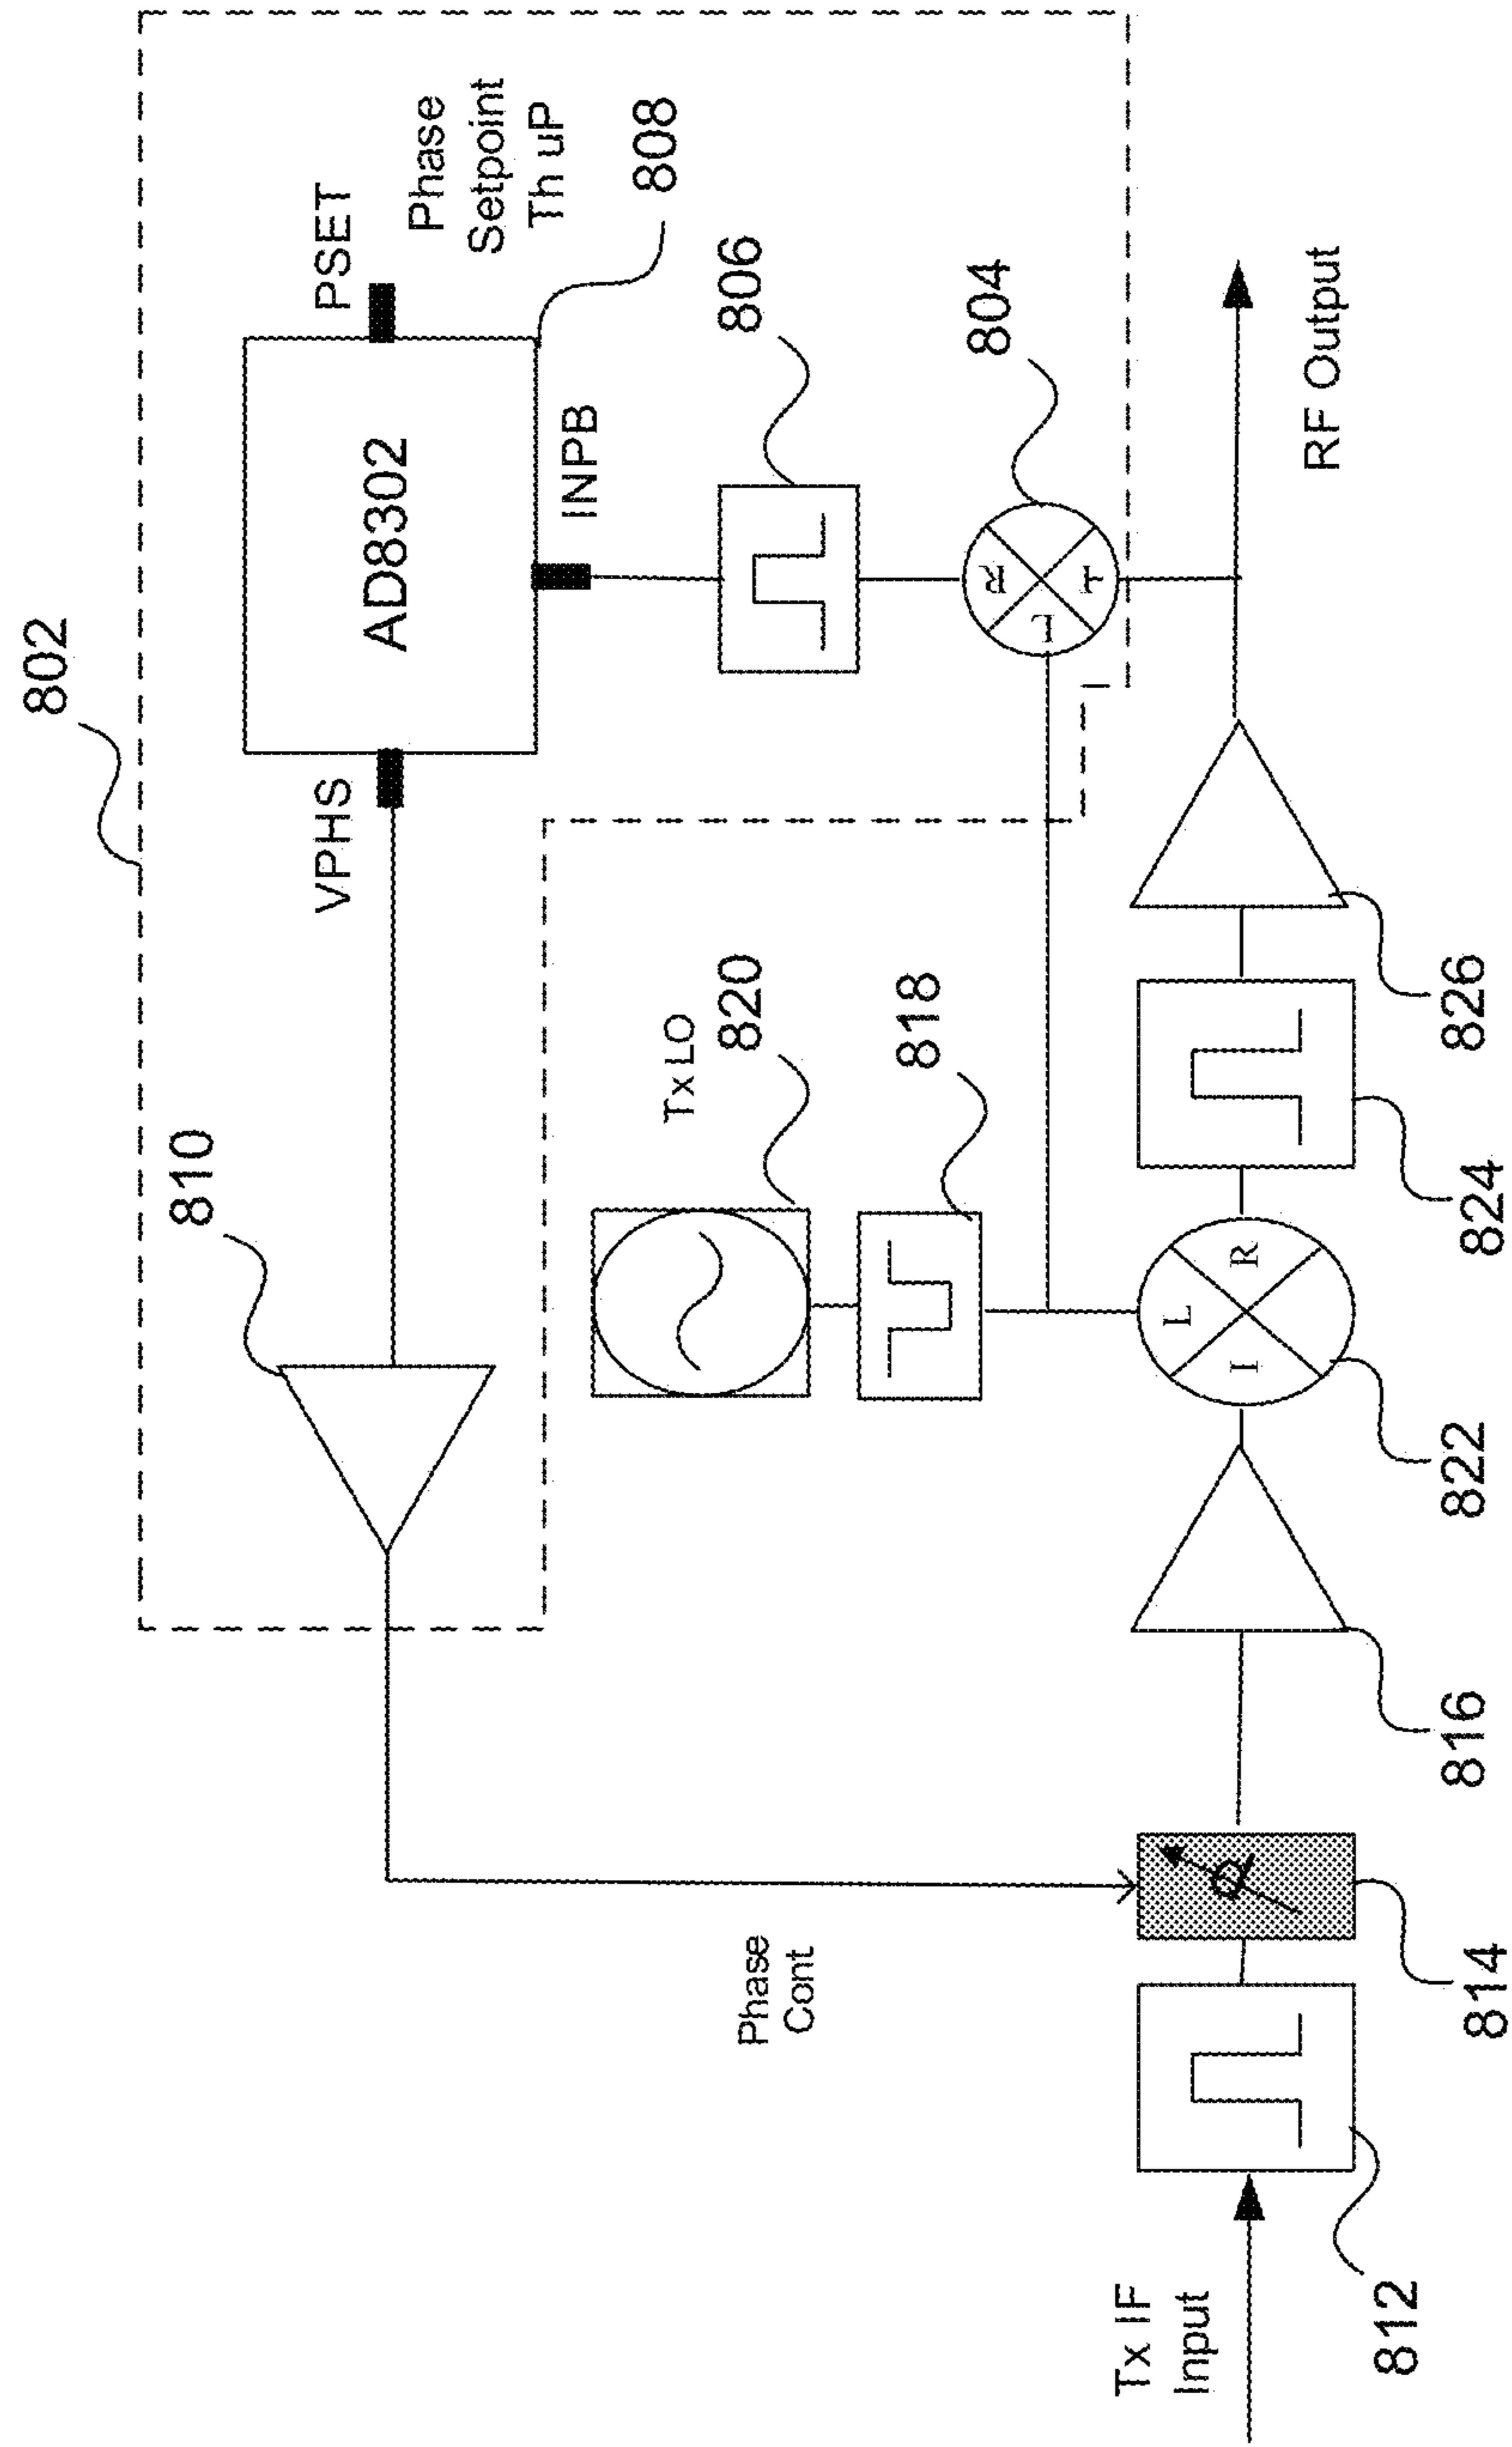 802
PSET
Phase
Setpoint
Th uP
808
AD8302
VPHS
INPB
810
806
804
R
L
I
Tx LO
820
818
RF Output
Phase
Cont
L
I
R
Tx IF
Input
812
814
816
822
824
826